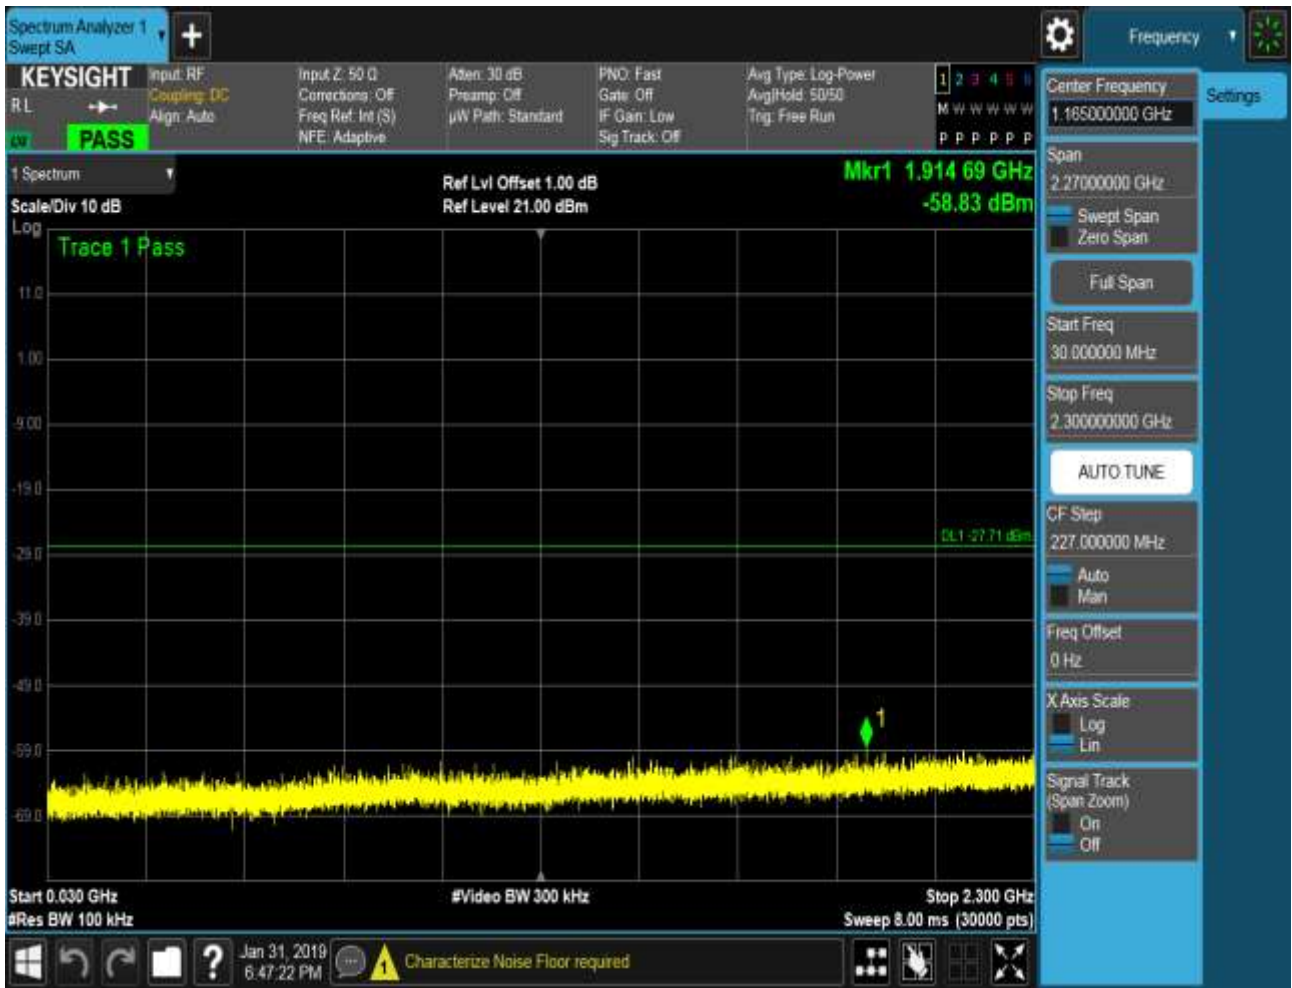 Spectrum Analyzer 1
Swept SA
+
Frequency
KEYSIGHT
R L
PASS
Input: RF
Coupling: DC
Align: Auto
Input Z: 50 Ω
Corrections: Off
Freq Ref: Int (S)
NFE: Adaptive
Atten: 30 dB
Preamp: Off
µW Path: Standard
PNO: Fast
Gate: Off
IF Gain: Low
Sig Track: Off
Avg Type: Log-Power
Avg|Hold: 50/50
Trig: Free Run
1 2 3 4 5 6
M W W W W W
P P P P P P
1 Spectrum
Scale/Div 10 dB
Log
Ref Lvl Offset 1.00 dB
Ref Level 21.00 dBm
Mkr1 1.914 69 GHz
-58.83 dBm
Trace 1 Pass
11.0
1.00
-9.00
-19.0
-29.0
-39.0
-49.0
-59.0
-69.0
DL1 -27.71 dBm
1
Start 0.030 GHz
#Res BW 100 kHz
#Video BW 300 kHz
Stop 2.300 GHz
Sweep 8.00 ms (30000 pts)
?
Jan 31, 2019
6:47:22 PM
1
Characterize Noise Floor required
Center Frequency
1.165000000 GHz
Settings
Span
2.27000000 GHz
Swept Span
Zero Span
Full Span
Start Freq
30.000000 MHz
Stop Freq
2.300000000 GHz
AUTO TUNE
CF Step
227.000000 MHz
Auto
Man
Freq Offset
0 Hz
X Axis Scale
Log
Lin
Signal Track
(Span Zoom)
On
Off